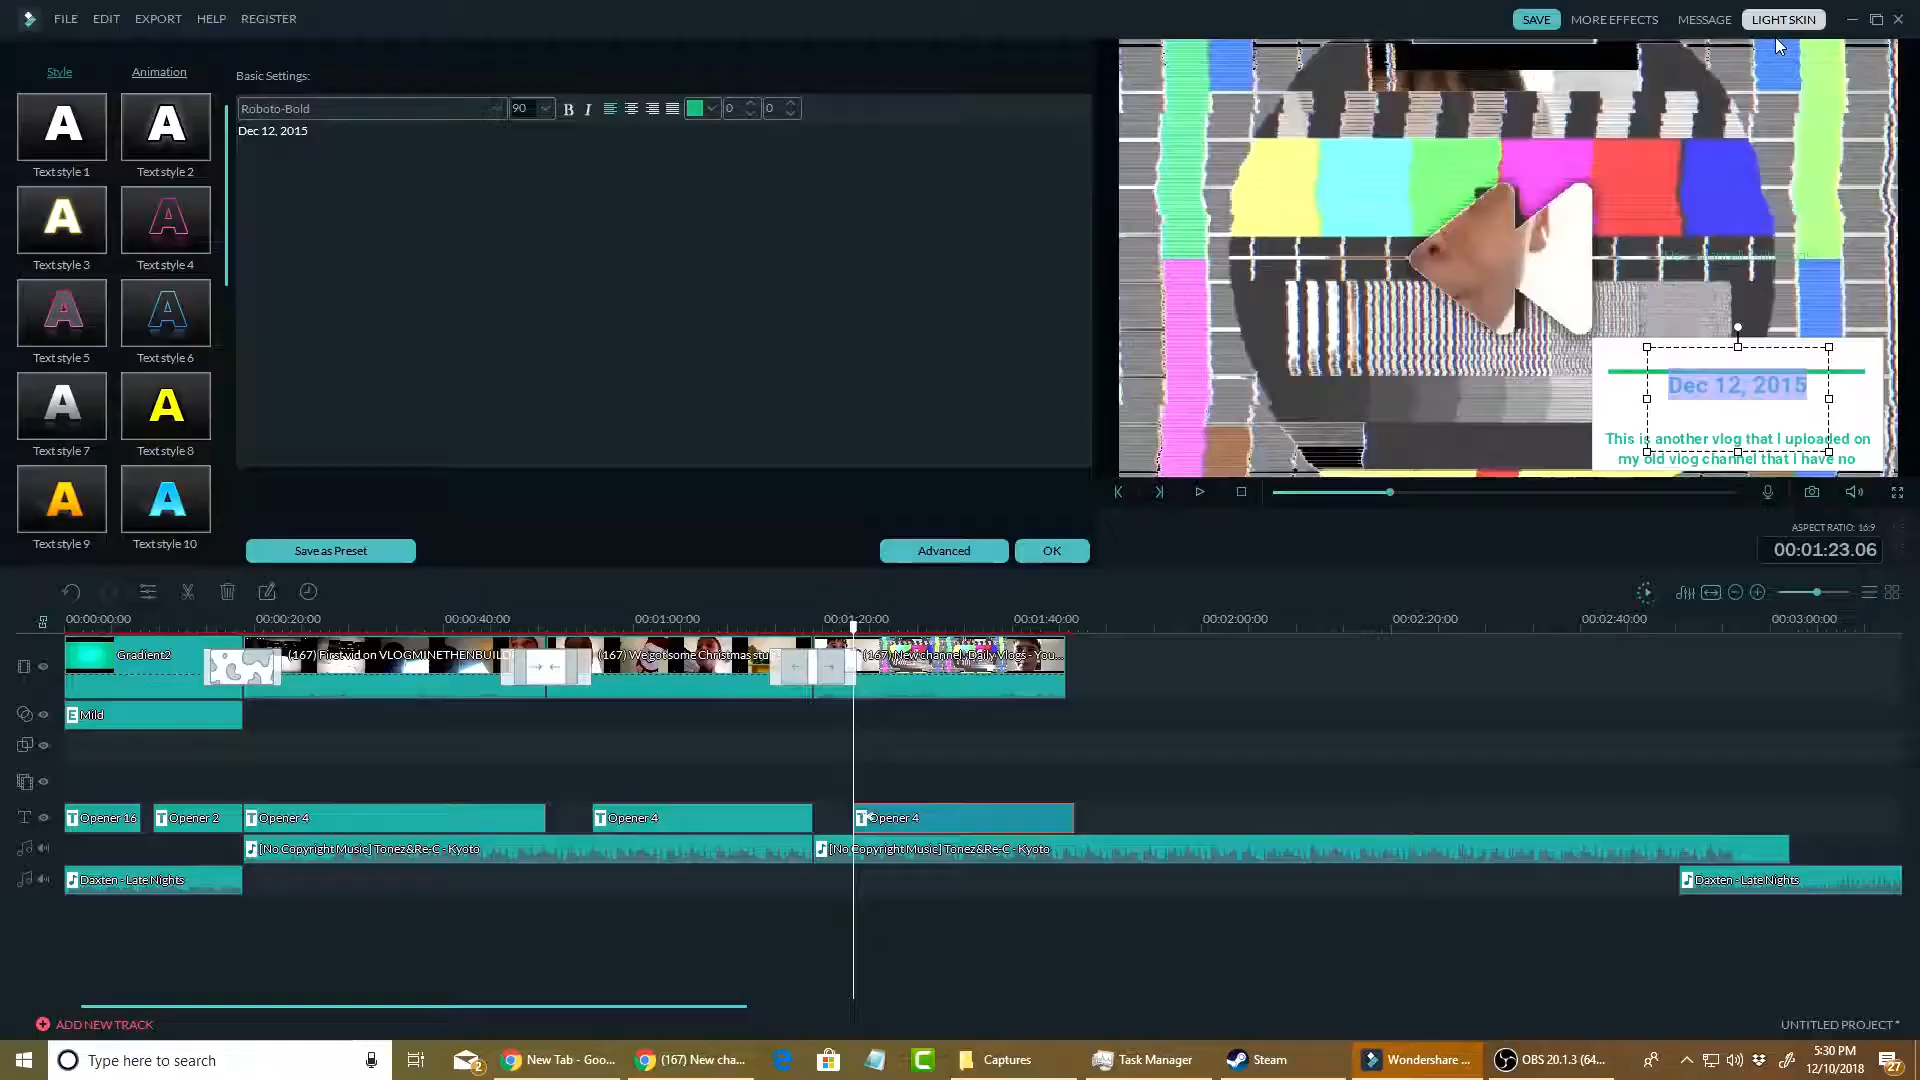 FILE EDIT EXPORT HELP REGISTER
SAVE MORE EFFECTS MESSAGE LIGHT SKIN
Style Animation
Basic Settings:
Roboto-Bold 90 B I 0 0
Dec 12, 2015
A A
Text style 1 Text style 2
A A
Text style 3 Text style 4
A A
Text style 5 Text style 6
A A
Text style 7 Text style 8
A A
Text style 9 Text style 10
Save as Preset Advanced OK
Dec 12, 2015
This is another vlog that I uploaded on
my old vlog channel that I have no
ASPECT RATIO: 16:9
00:01:23.06
00:00:00:00 00:00:20:00 00:00:40:00 00:01:00:00 00:01:20:00 00:01:40:00 00:02:00:00 00:02:20:00 00:02:40:00 00:03:00:00
Gradient2 (167) First vid on VLOGMINETHENBUILD (167) We got some Christmas stu (167) New channel: Daily Vlogs - You...
E Mild
T Opener 16 T Opener 2 T Opener 4 T Opener 4 T Opener 4
[No Copyright Music] Tonez&Re-C - Kyoto [No Copyright Music] Tonez&Re-C - Kyoto
Daxten - Late Nights Daxten - Late Nights
ADD NEW TRACK UNTITLED PROJECT *
Type here to search 2 New Tab - Goo... (167) New cha... Captures Task Manager Steam Wondershare ... OBS 20.1.3 (64... 5:30 PM
12/10/2018 27